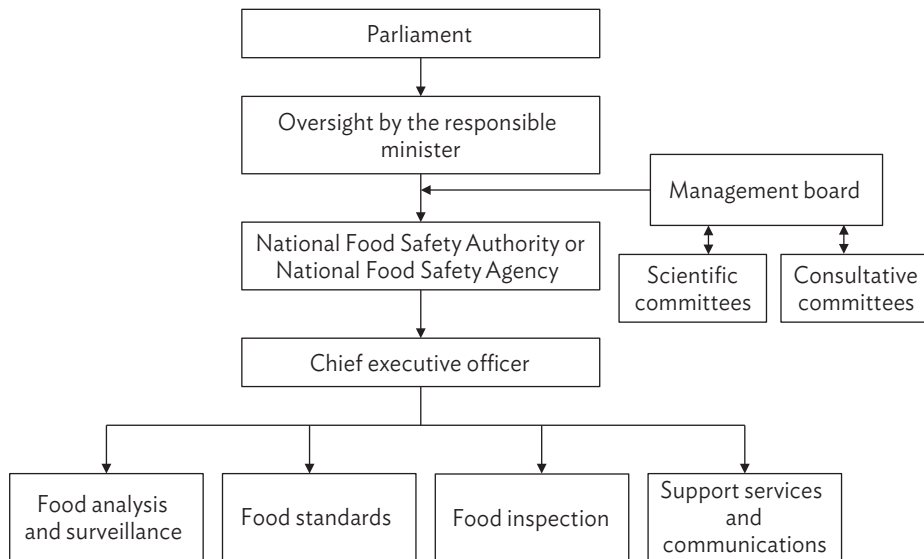 Parliament
Oversight by the responsible
minister
Management board
National Food Safety Authority or
National Food Safety Agency
Scientific
committees
Consultative
committees
Chief executive officer
Food analysis
and surveillance
Food standards
Food inspection
Support services
and
communications